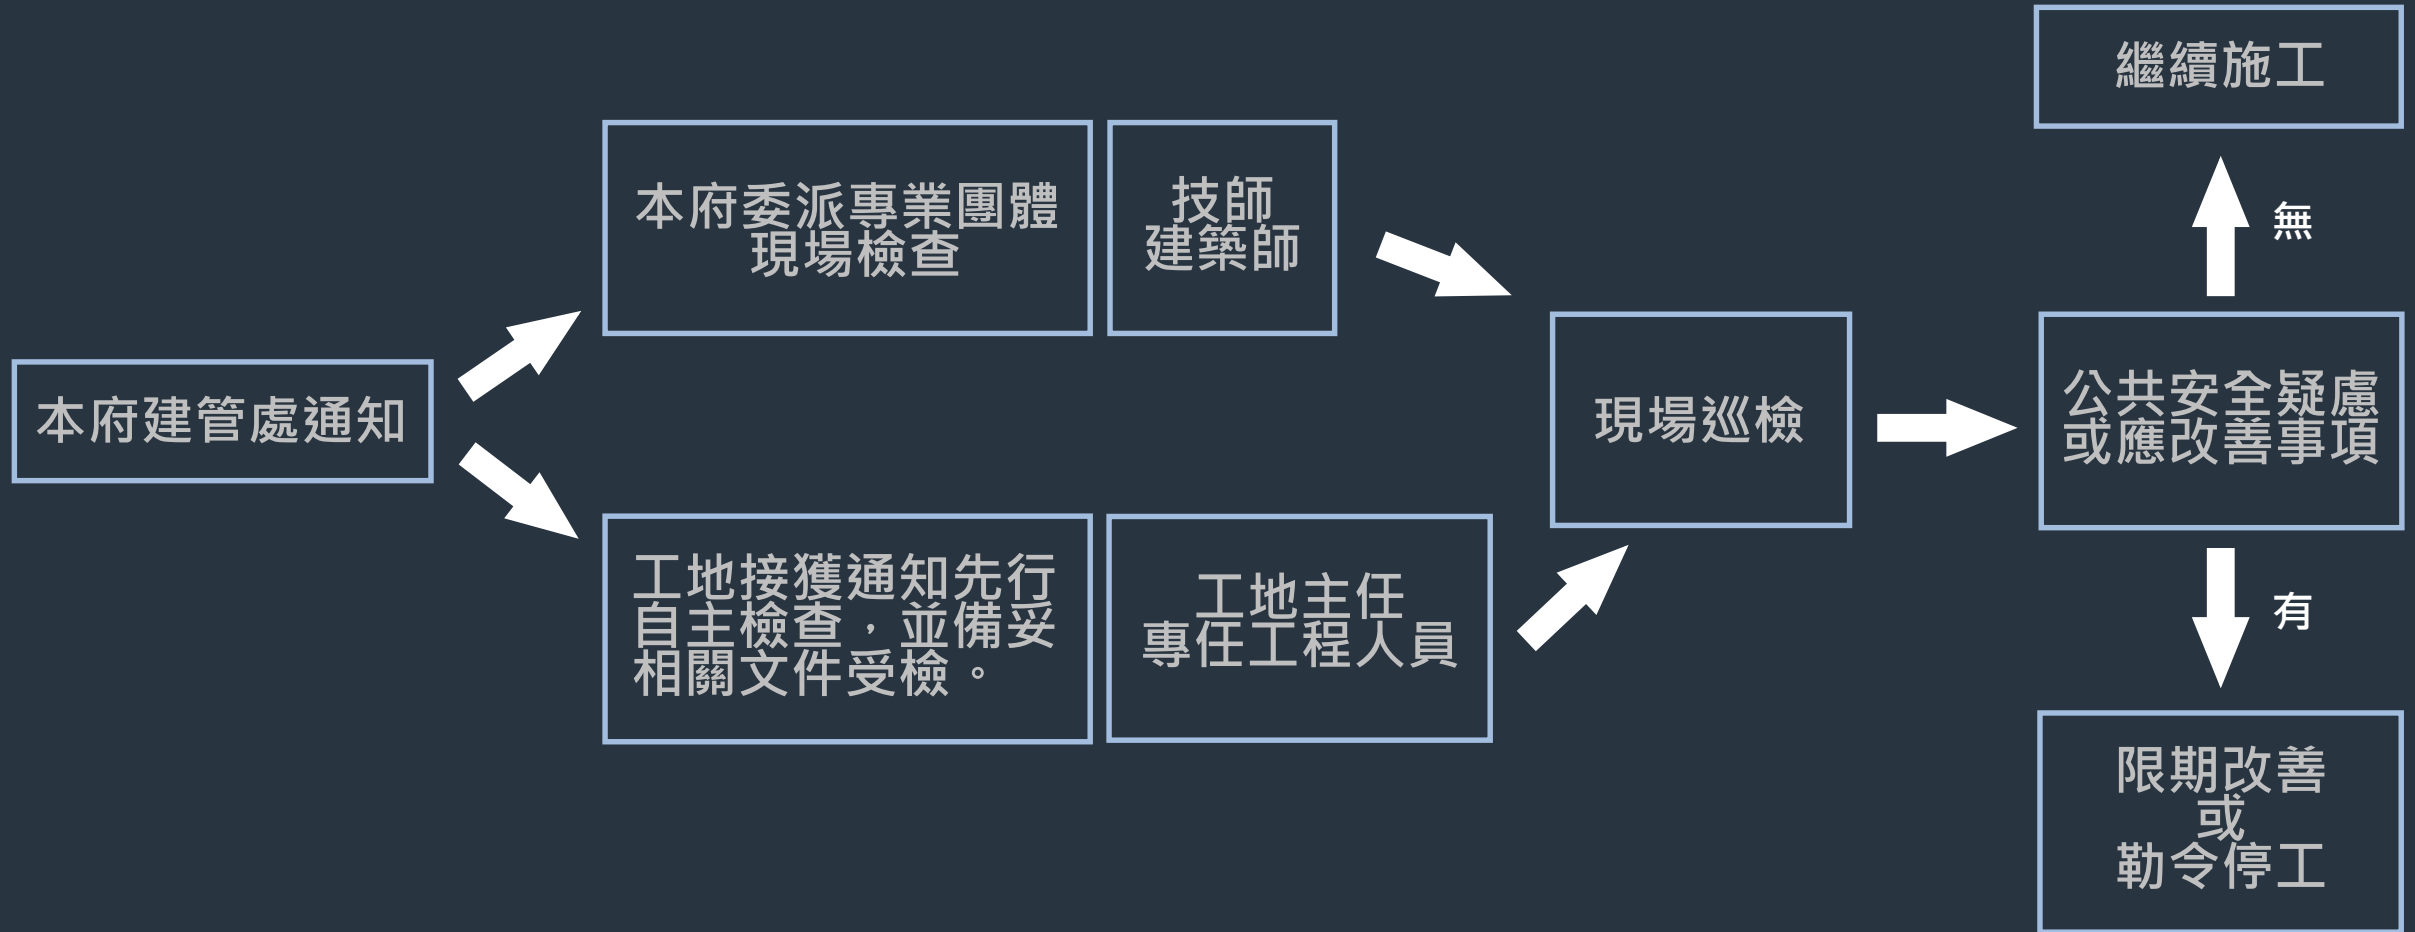 本府建管處通知
本府委派專業團體
現場檢查
技師
建築師
工地接獲通知先行
自主檢查，並備妥
相關文件受檢。
工地主任
專任工程人員
現場巡檢
公共安全疑慮
或應改善事項
無
繼續施工
有
限期改善
或
勒令停工